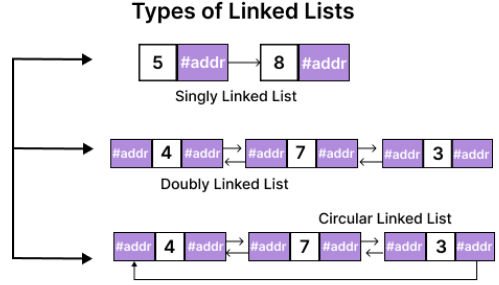 Types of Linked Lists
5 #addr 8 #addr
Singly Linked List
#addr 4 #addr #addr 7 #addr #addr 3 #addr
Doubly Linked List
Circular Linked List
#addr 4 #addr #addr 7 #addr #addr 3 #addr